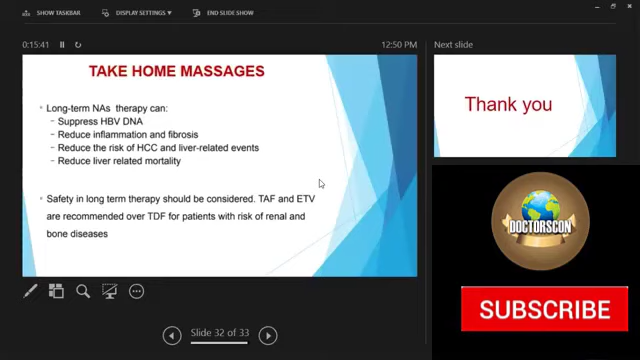 SHOW TASKBAR
DISPLAY SETTINGS
END SLIDE SHOW
0:15:41
12:50 PM
Next slide
TAKE HOME MASSAGES
• Long-term NAs therapy can:
− Suppress HBV DNA
− Reduce inflammation and fibrosis
− Reduce the risk of HCC and liver-related events
− Reduce liver related mortality
• Safety in long term therapy should be considered. TAF and ETV
are recommended over TDF for patients with risk of renal and
bone diseases
Thank you
DOCTORSCON
SUBSCRIBE
Slide 32 of 33